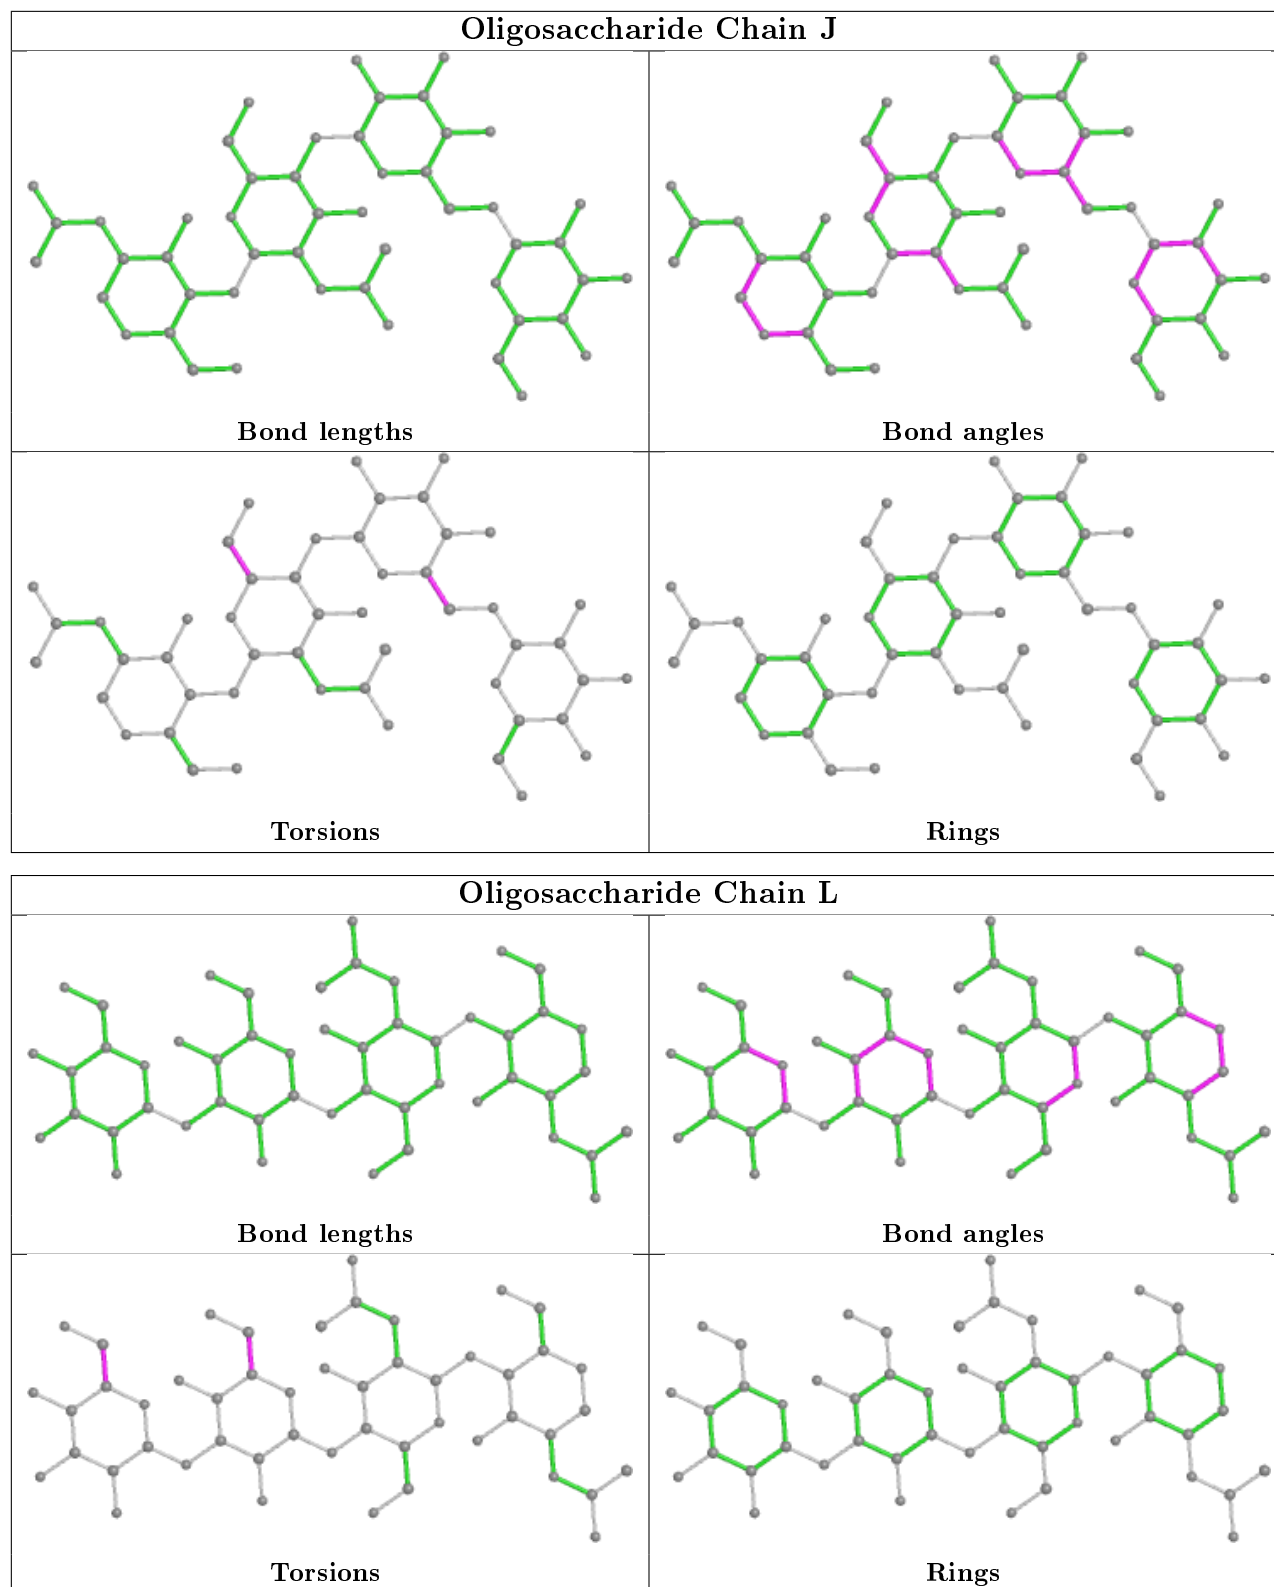 Oligosaccharide Chain J
Bond lengths
Bond angles
Torsions
Rings
Oligosaccharide Chain L
Bond lengths
Bond angles
Torsions
Rings